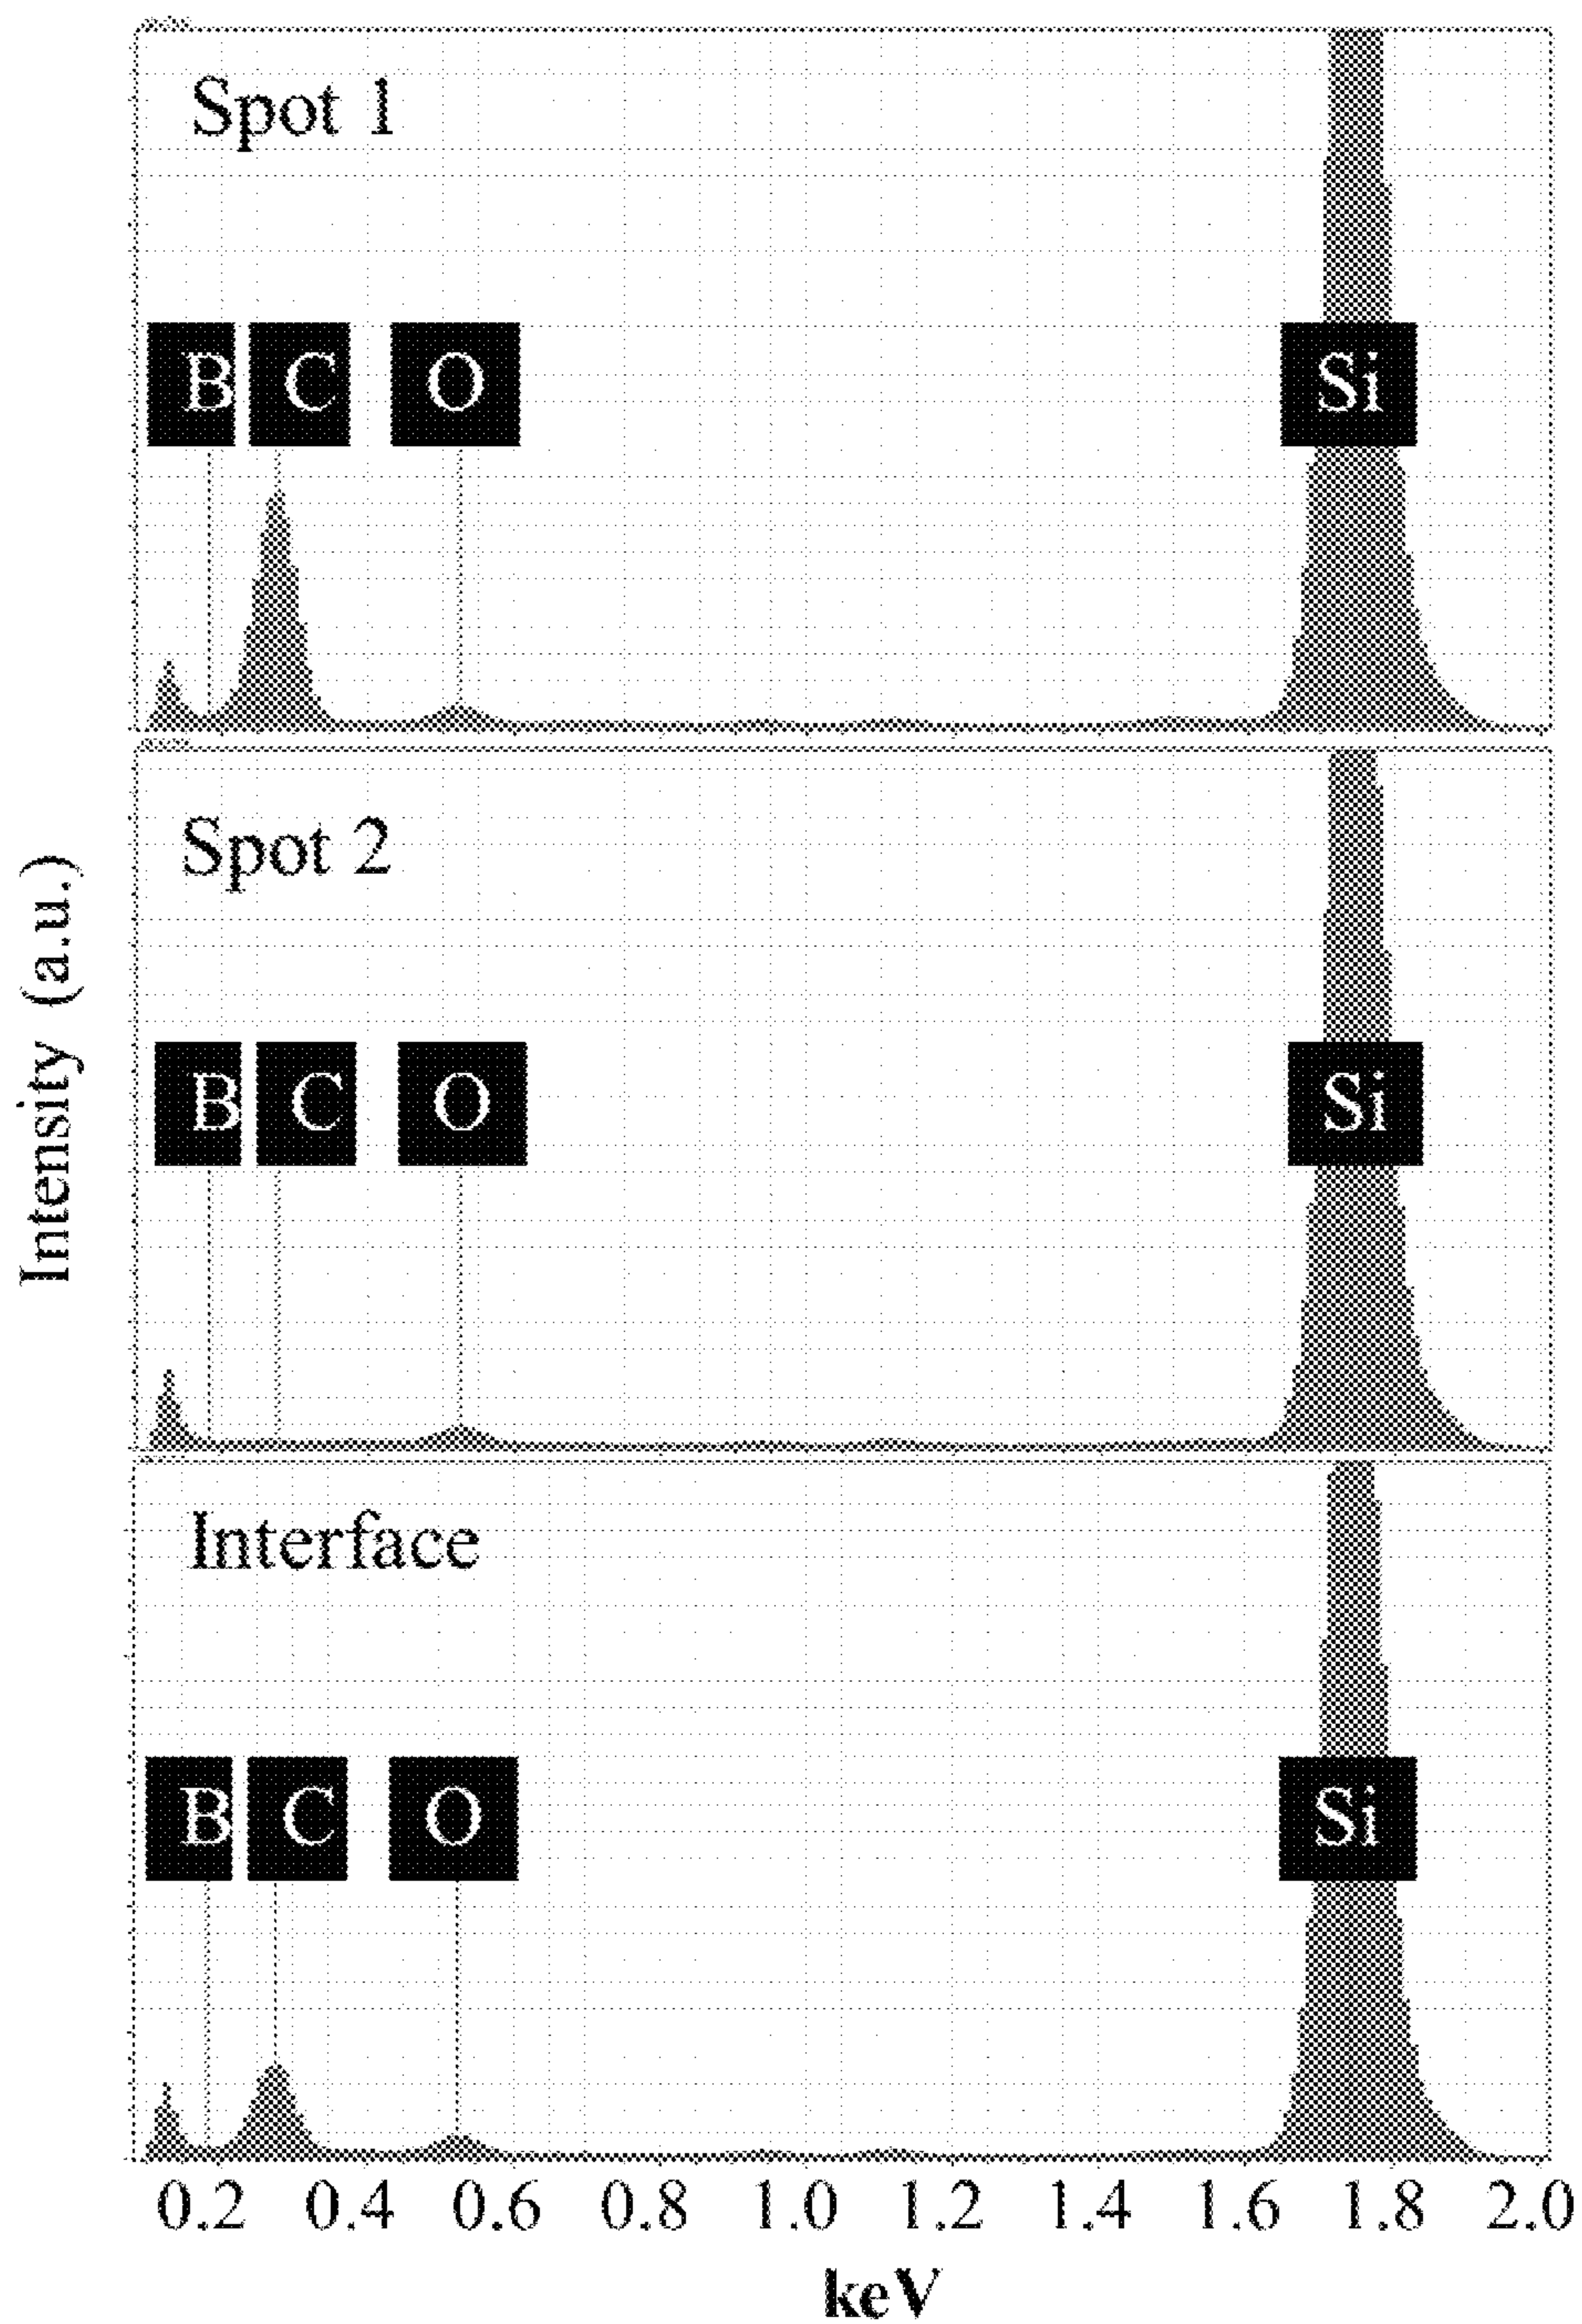 Spot 1
B C O Si
Spot 2
B C O Si
Interface
B C O Si
0.2 0.4 0.6 0.8 1.0 1.2 1.4 1.6 1.8 2.0
keV
Intensity (a.u.)